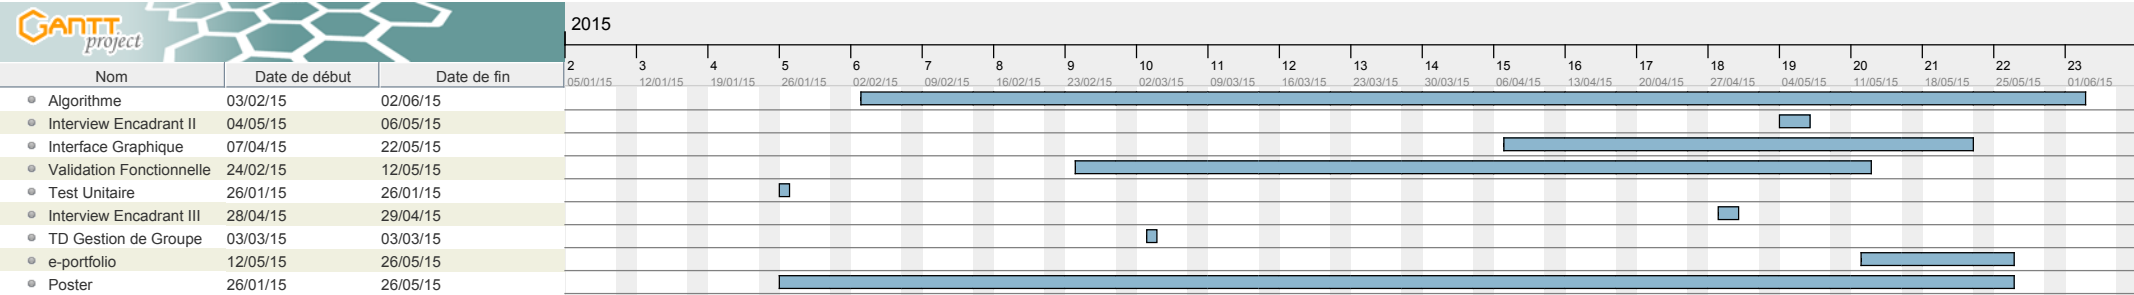 GANTT
project
2015
Nom Date de début Date de fin
2 3 4 5 6 7 8 9 10 11 12 13 14 15 16 17 18 19 20 21 22 23
05/01/15 12/01/15 19/01/15 26/01/15 02/02/15 09/02/15 16/02/15 23/02/15 02/03/15 09/03/15 16/03/15 23/03/15 30/03/15 06/04/15 13/04/15 20/04/15 27/04/15 04/05/15 11/05/15 18/05/15 25/05/15 01/06/15
Algorithme 03/02/15 02/06/15
Interview Encadrant II 04/05/15 06/05/15
Interface Graphique 07/04/15 22/05/15
Validation Fonctionnelle 24/02/15 12/05/15
Test Unitaire 26/01/15 26/01/15
Interview Encadrant III 28/04/15 29/04/15
TD Gestion de Groupe 03/03/15 03/03/15
e-portfolio 12/05/15 26/05/15
Poster 26/01/15 26/05/15